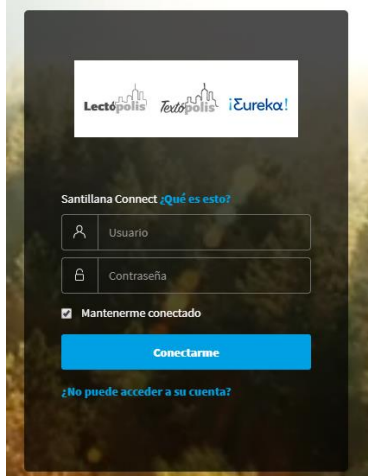 Lectópolis Textópolis ¡Eureka!
Santillana Connect ¿Qué es esto?
Usuario
Contraseña
Mantenerme conectado
Conectarme
¿No puede acceder a su cuenta?